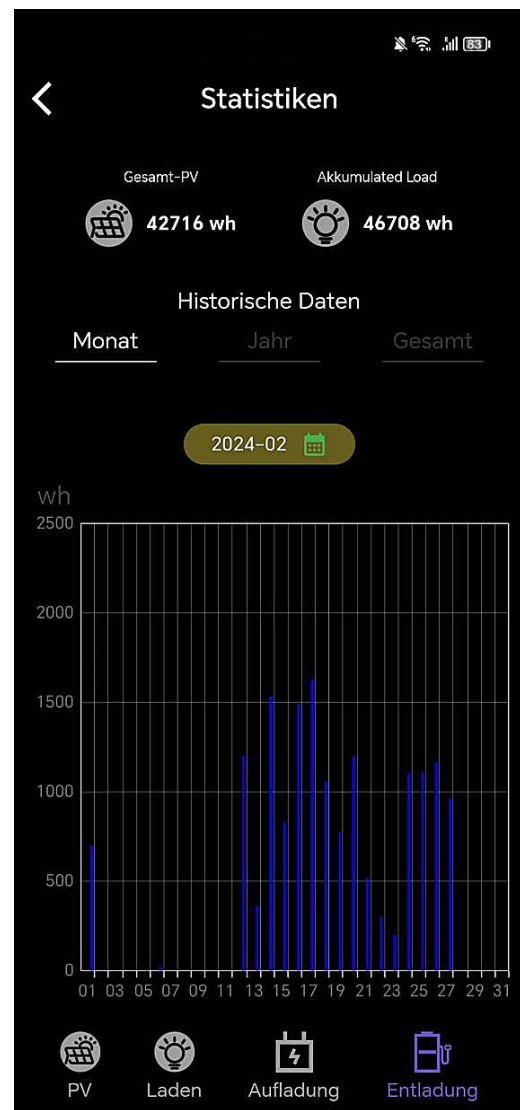 83
Statistiken
Gesamt-PV Akkumulated Load
42716 wh 46708 wh
Historische Daten
Monat Jahr Gesamt
2024-02
wh
2500
2000
1500
1000
500
0
01 03 05 07 09 11 13 15 17 19 21 23 25 27 29 31
PV Laden Aufladung Entladung